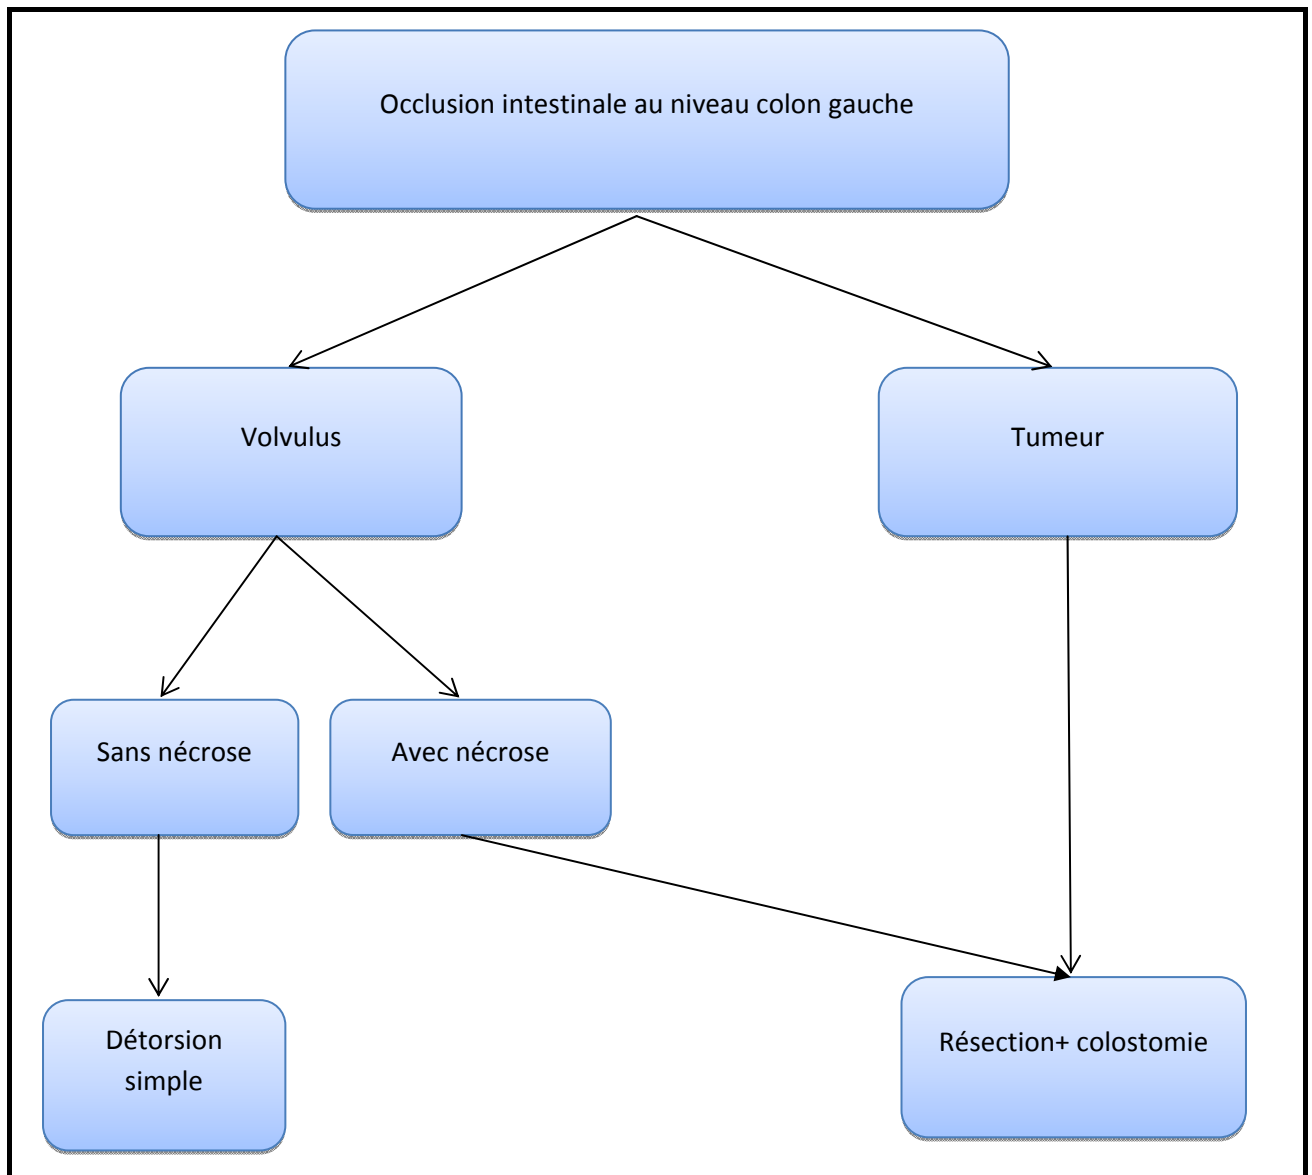 Occlusion intestinale au niveau colon gauche
Volvulus
Tumeur
Sans nécrose
Avec nécrose
Détorsion
simple
Résection+ colostomie